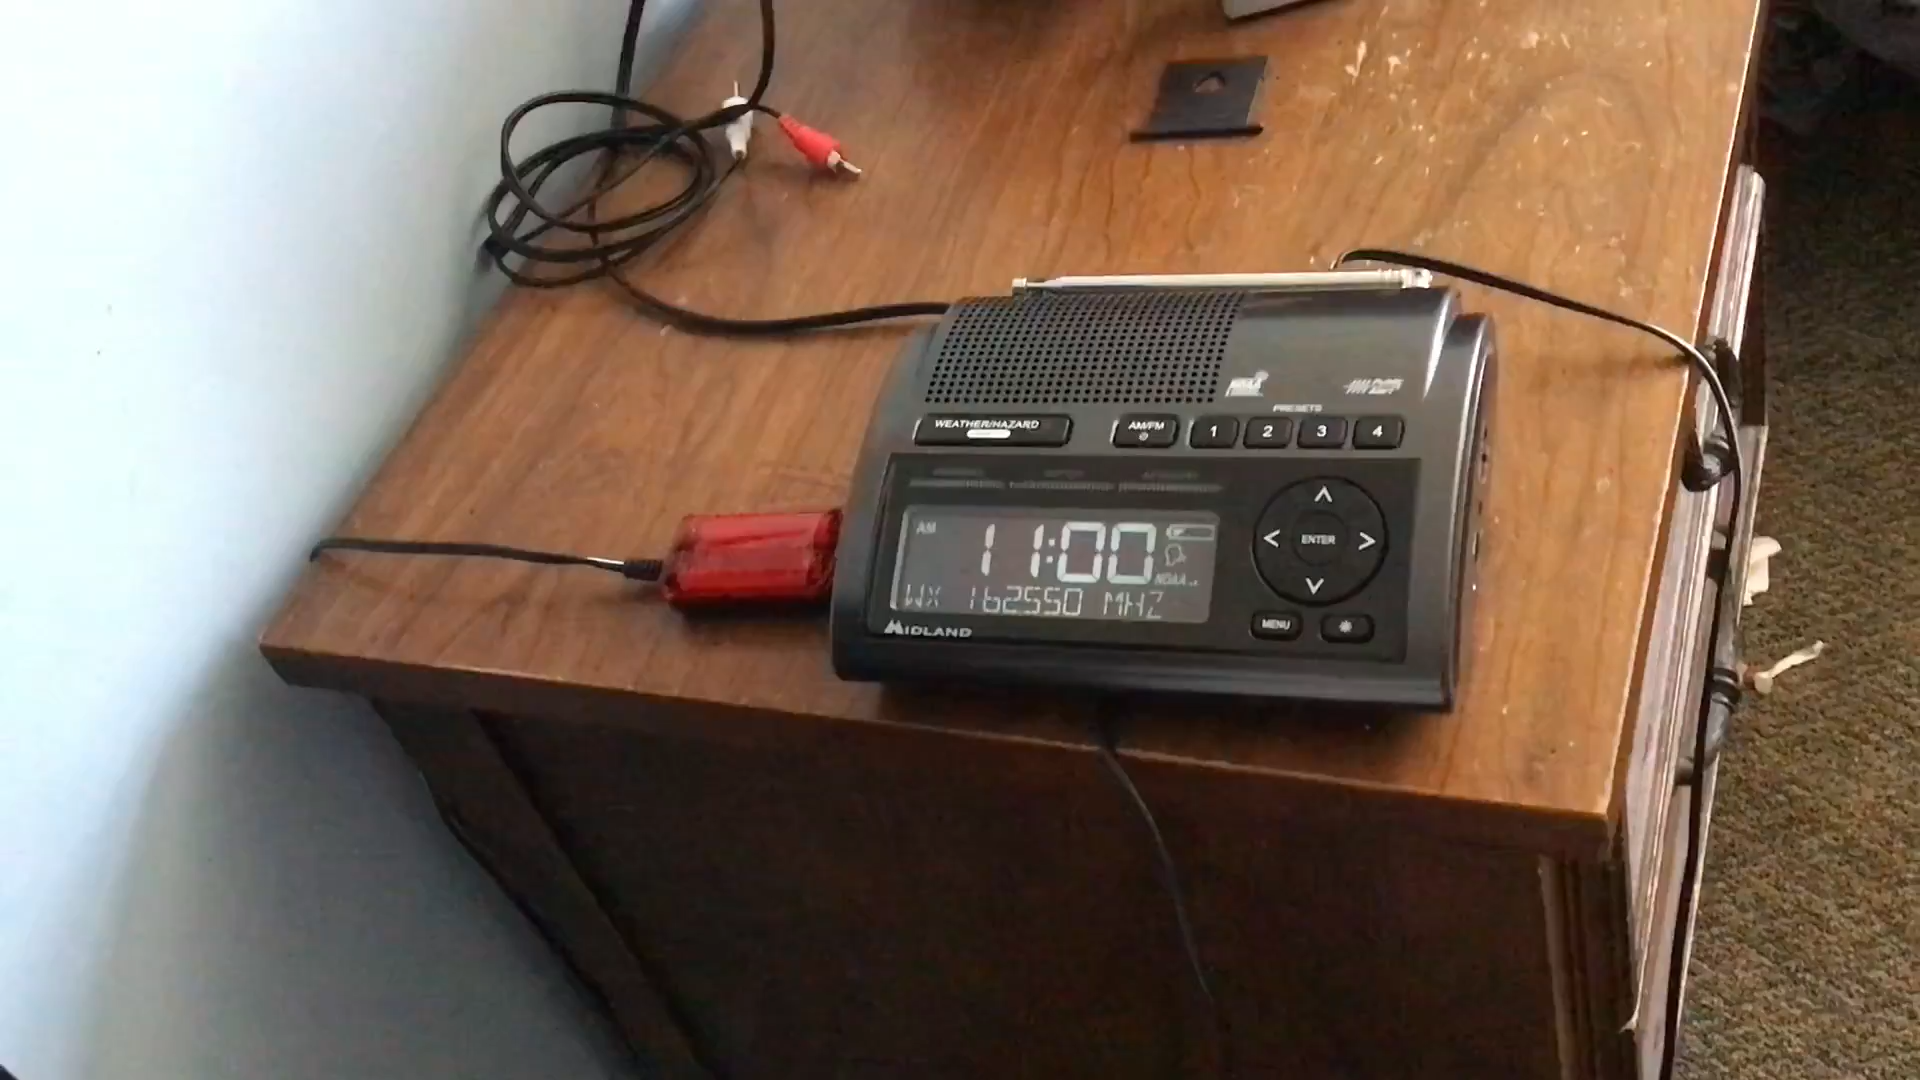 NOAA
PRESETS
WEATHER/HAZARD
AM/FM
1 2 3 4
AM
11:00
NOAA
WX 162550 MHZ
MIDLAND
ENTER
MENU